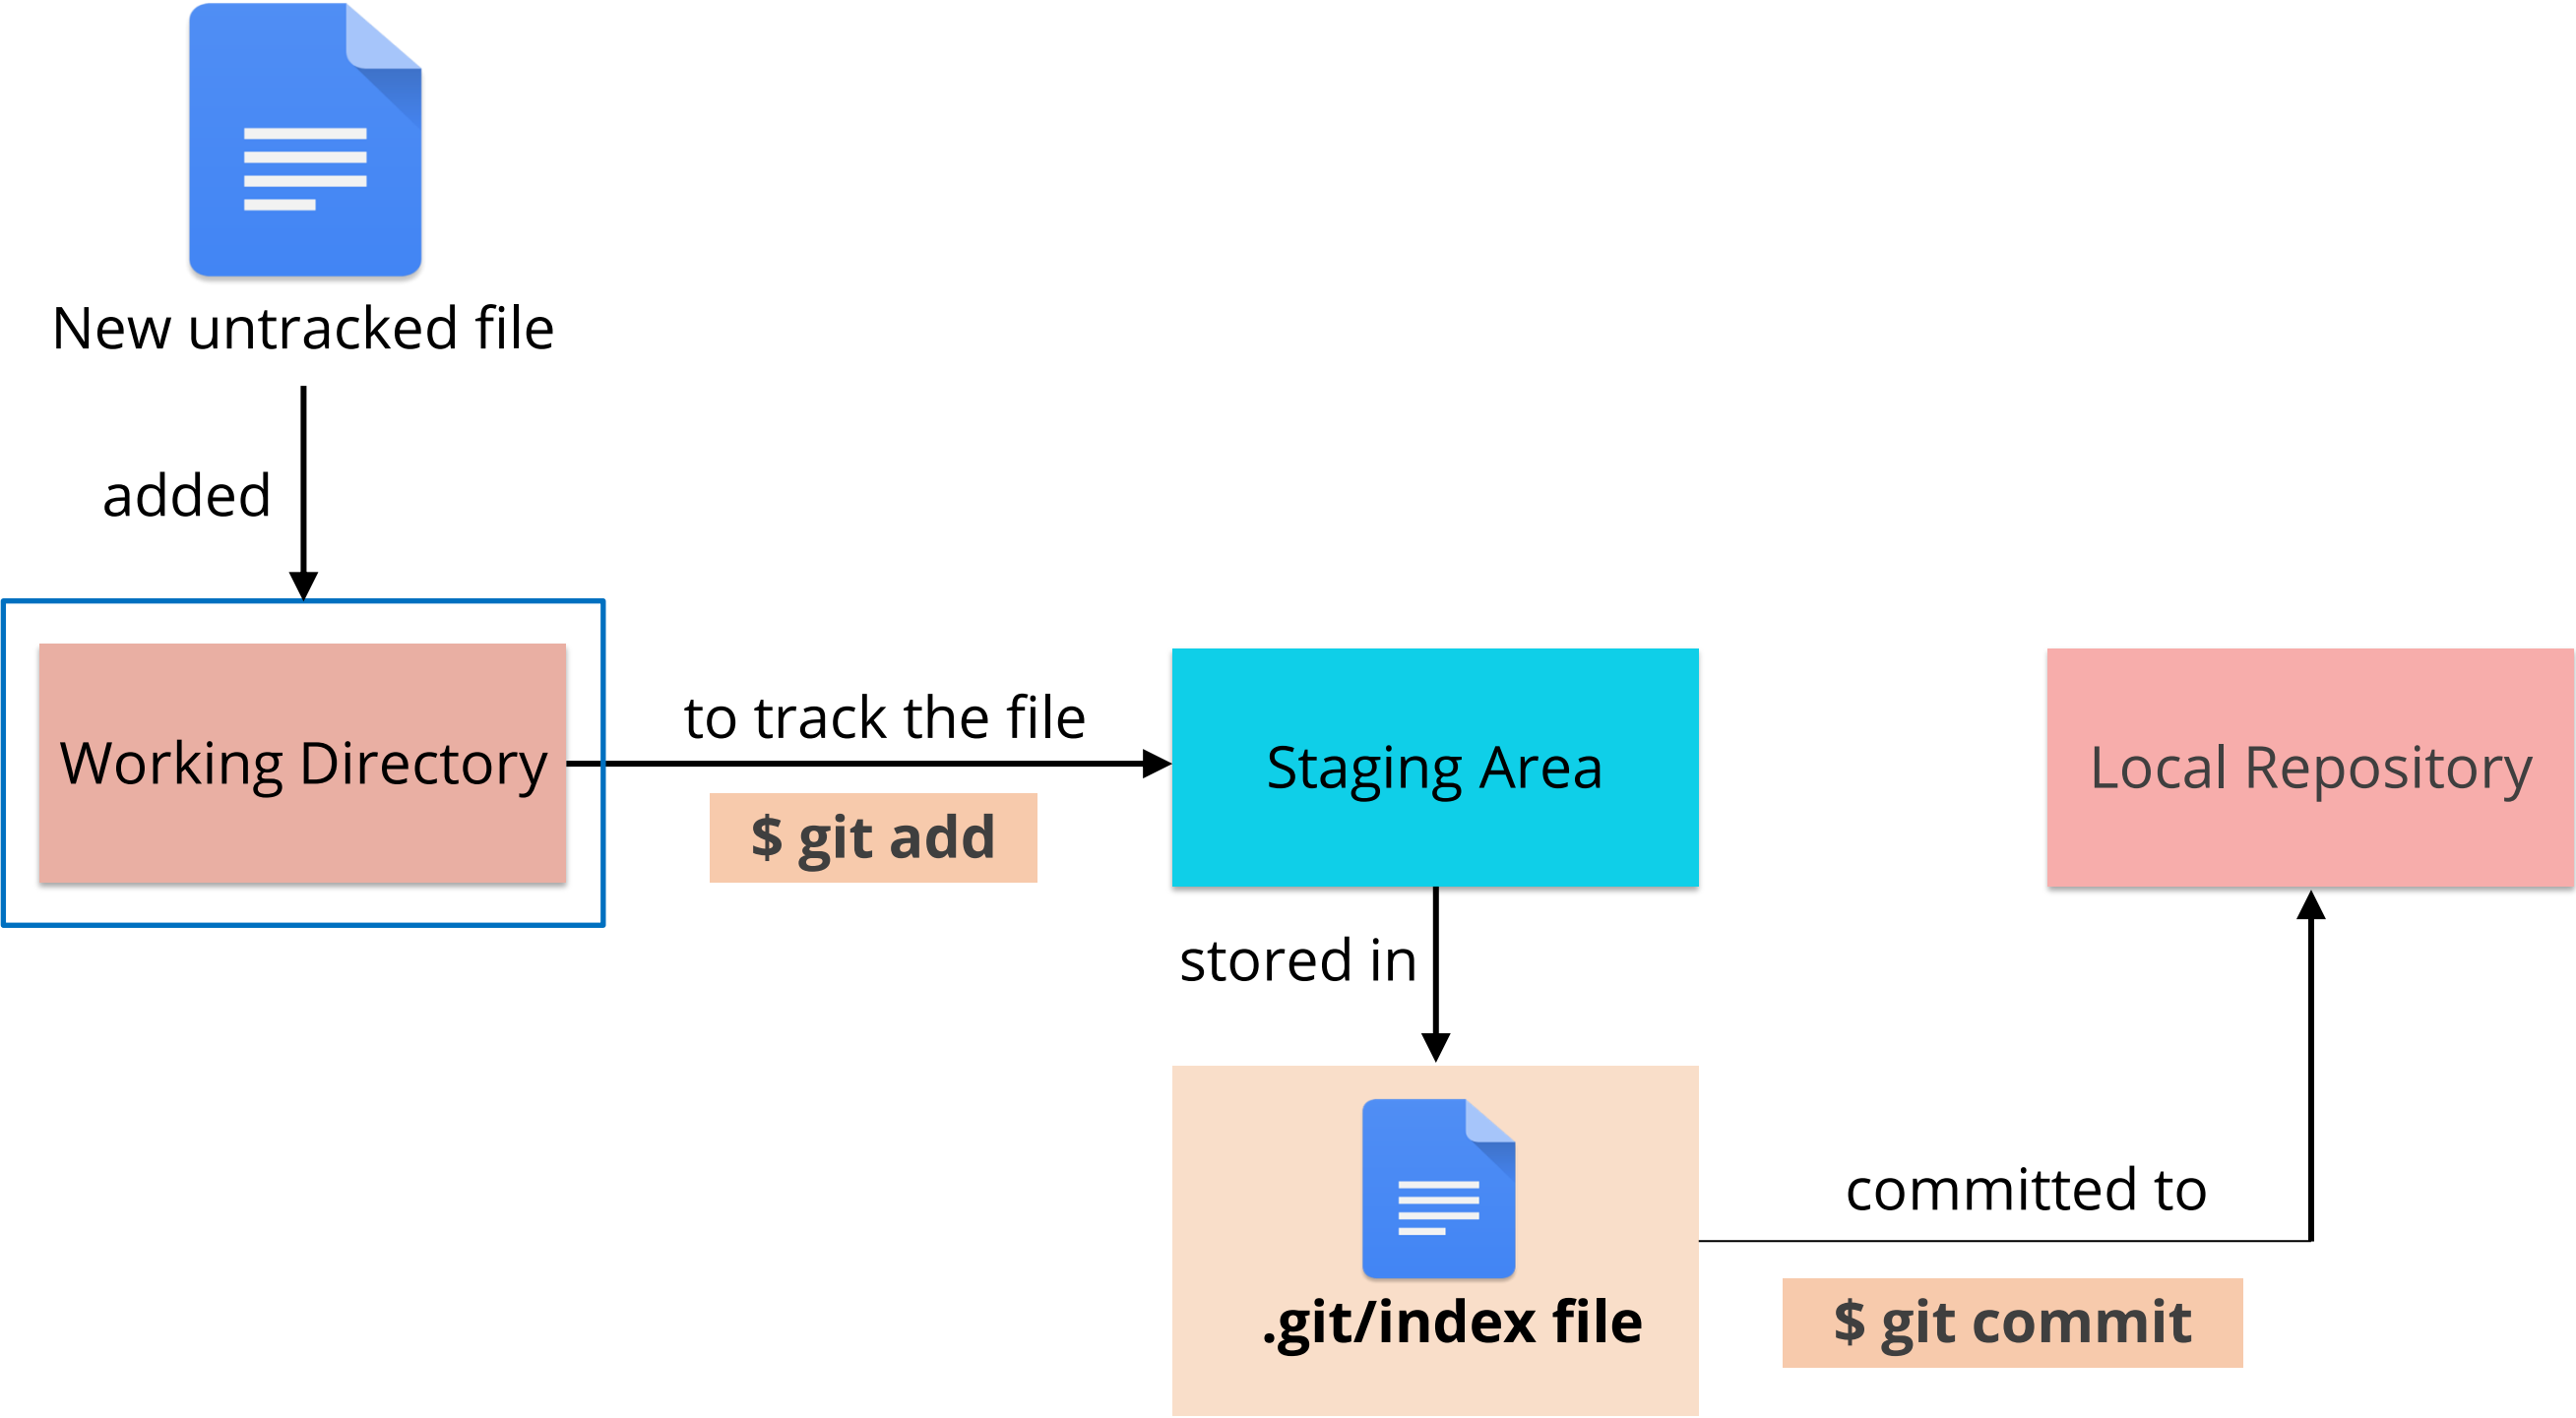 New untracked file
added
Working Directory
to track the file
$ git add
Staging Area
Local Repository
stored in
.git/index file
committed to
$ git commit